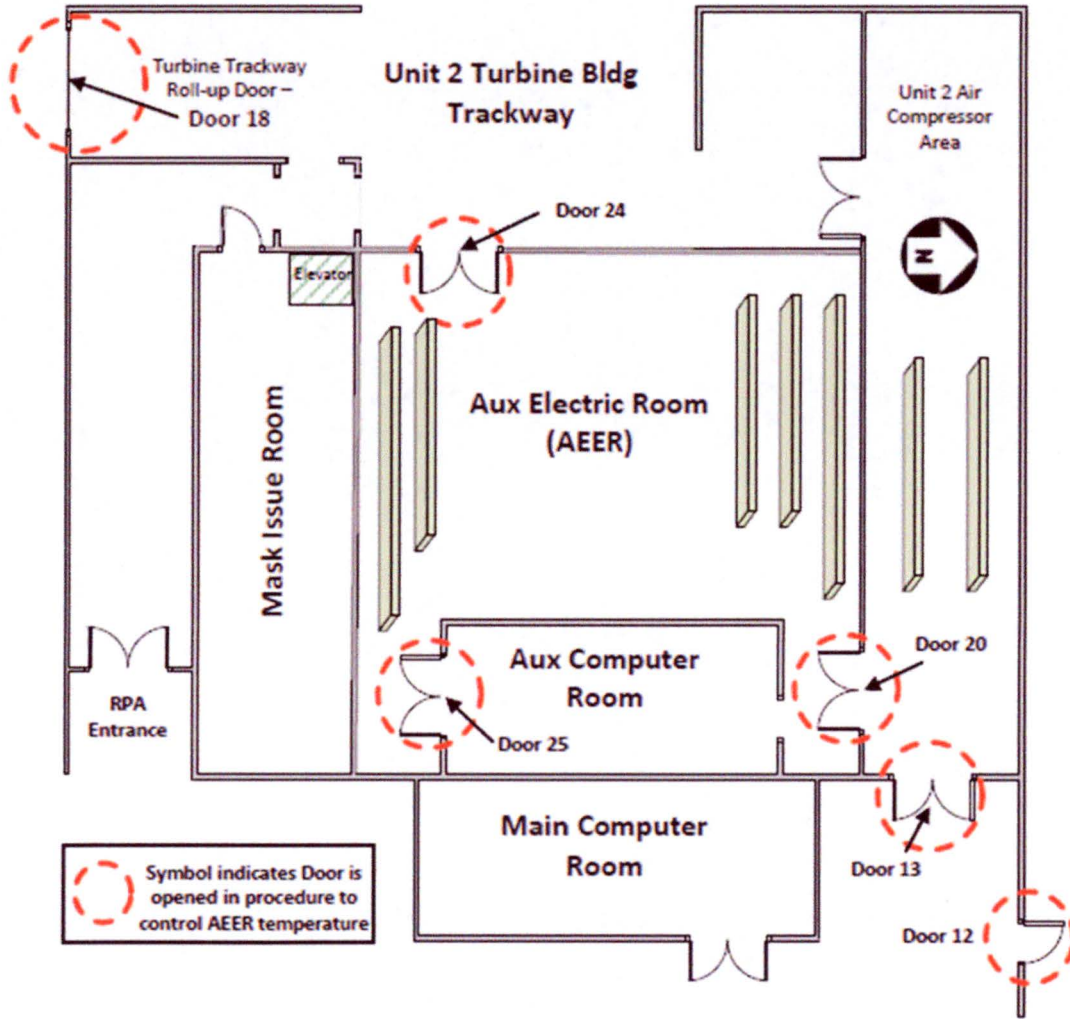 Turbine Trackway
Roll-up Door –
Door 18
Unit 2 Turbine Bldg
Trackway
Unit 2 Air
Compressor
Area
Door 24
N
Elevator
Aux Electric Room
(AEER)
Mask Issue Room
Aux Computer
Room
Door 20
RPA
Entrance
Door 25
Main Computer
Room
Door 13
Symbol indicates Door is
opened in procedure to
control AEER temperature
Door 12